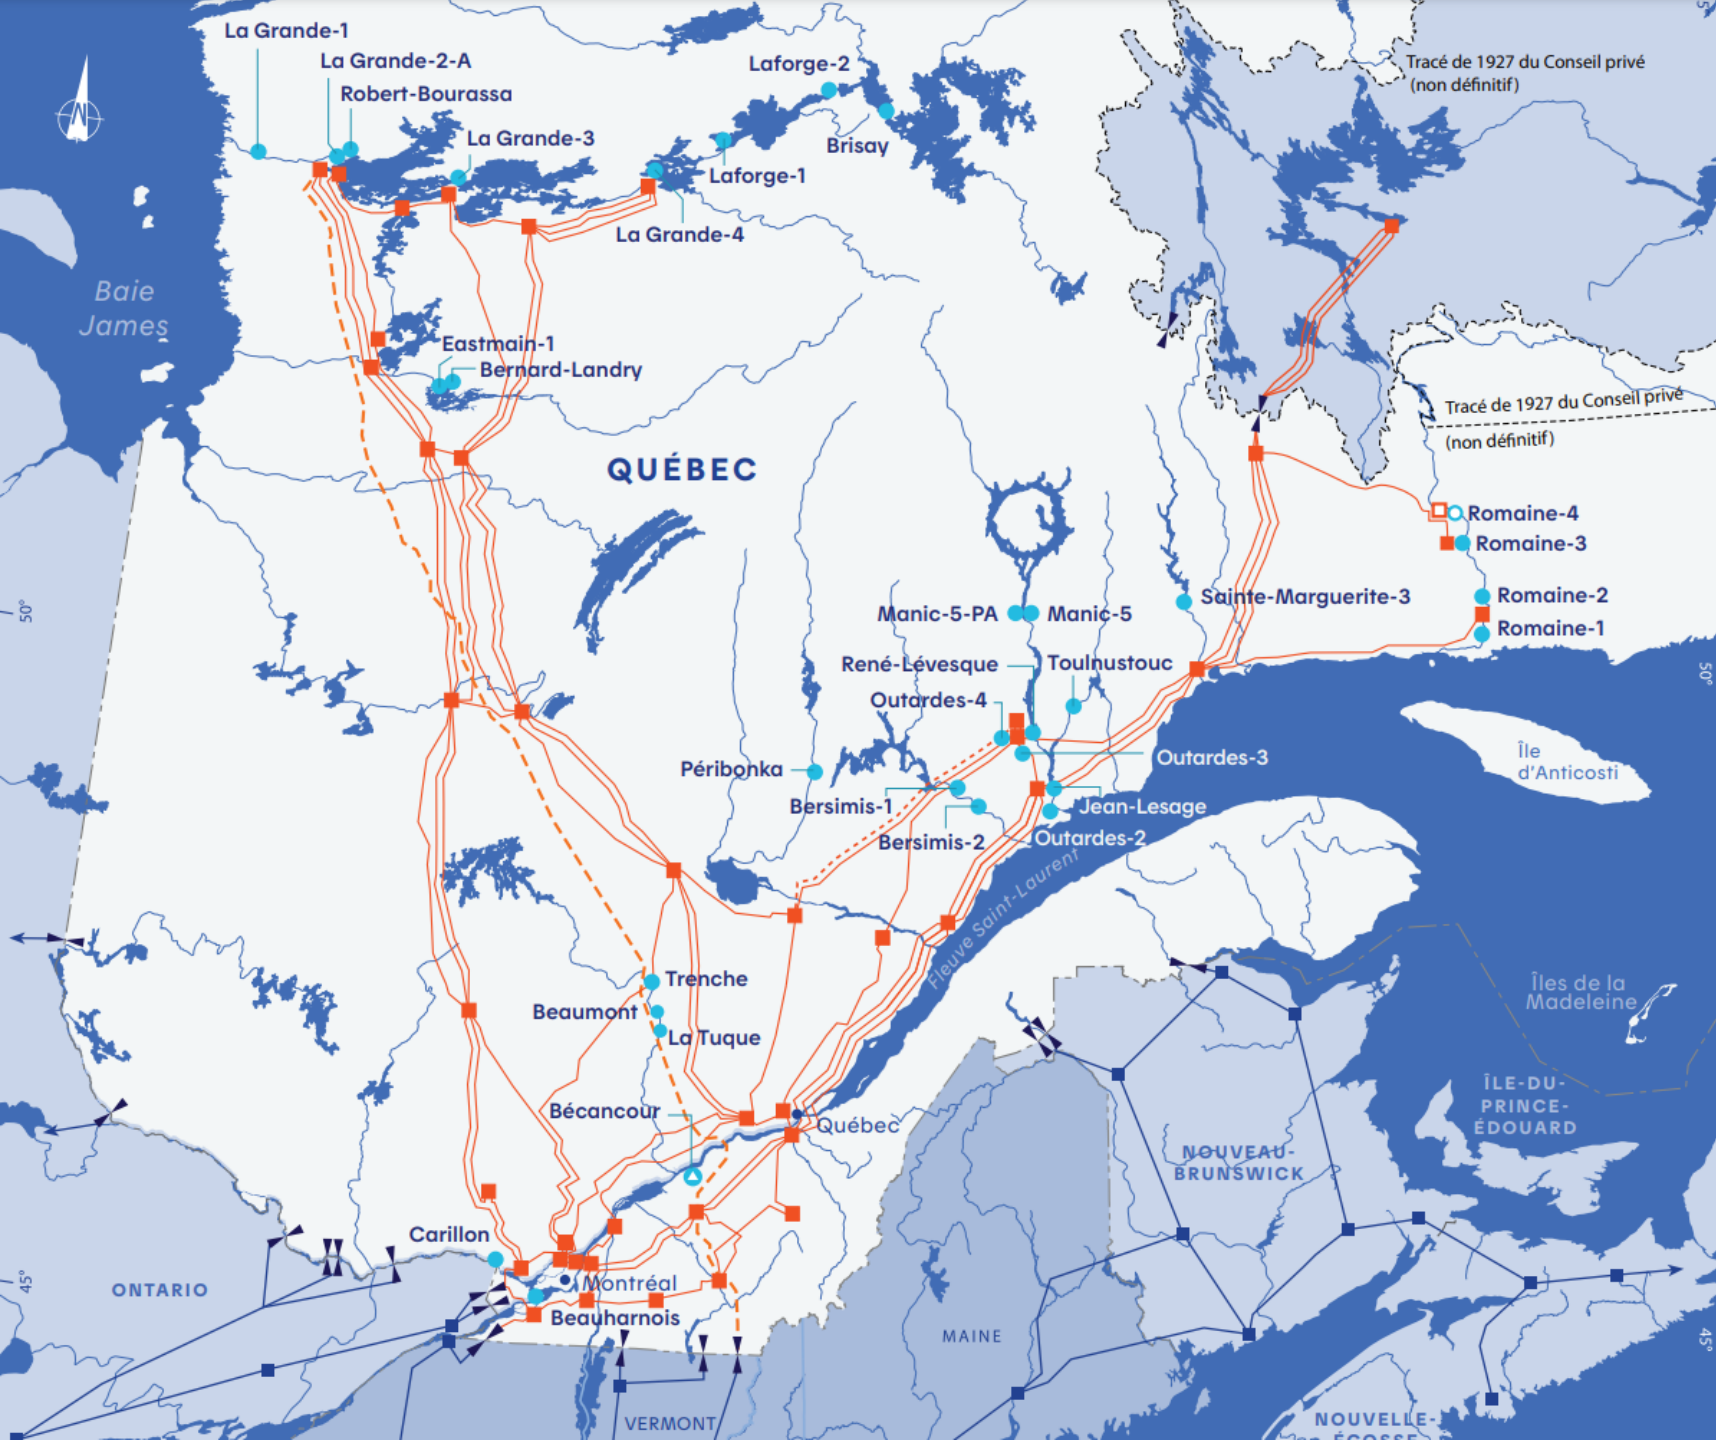 La Grande-1
La Grande-2-A
Robert-Bourassa
La Grande-3
Laforge-2
Brisay
Laforge-1
La Grande-4
Tracé de 1927 du Conseil privé
(non définitif)
Baie
James
Eastmain-1
Bernard-Landry
Tracé de 1927 du Conseil privé
(non définitif)
QUÉBEC
Romaine-4
Romaine-3
Romaine-2
Romaine-1
50°
50°
Sainte-Marguerite-3
Manic-5-PA
Manic-5
René-Lévesque
Toulnustouc
Outardes-4
Outardes-3
Péribonka
Bersimis-1
Jean-Lesage
Bersimis-2
Outardes-2
Île
d'Anticosti
Fleuve Saint-Laurent
Trenche
Beaumont
La Tuque
Îles de la
Madeleine
Bécancour
Québec
ÎLE-DU-
PRINCE-
ÉDOUARD
NOUVEAU-
BRUNSWICK
Carillon
Montréal
Beauharnois
45°
45°
ONTARIO
MAINE
VERMONT
NOUVELLE-
ÉCOSSE